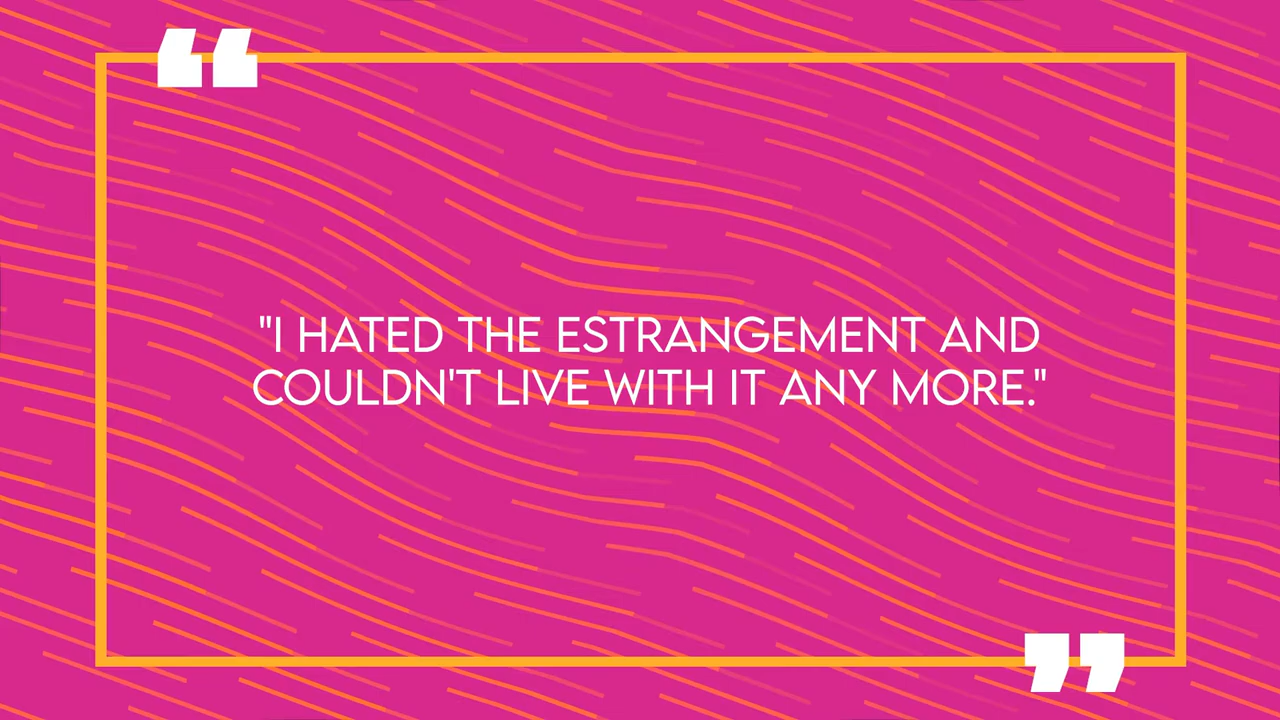 "I HATED THE ESTRANGEMENT AND
COULDN'T LIVE WITH IT ANY MORE."